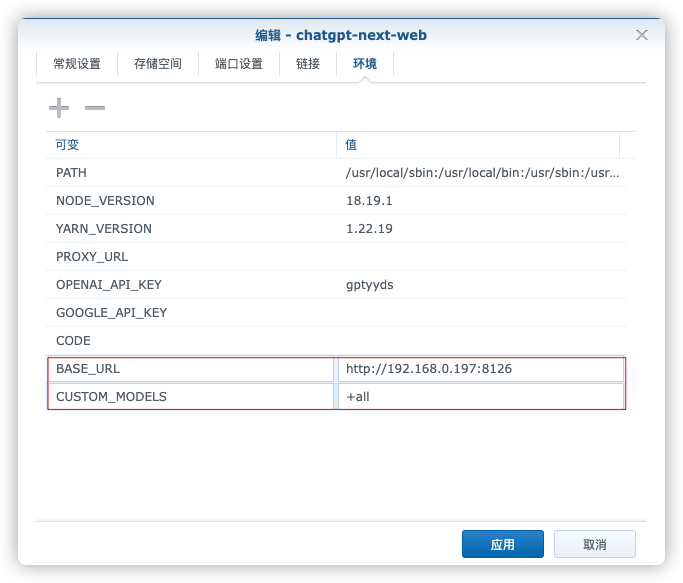 编辑 - chatgpt-next-web
常规设置 存储空间 端口设置 链接 环境
可变 值
PATH /usr/local/sbin:/usr/local/bin:/usr/sbin:/usr...
NODE_VERSION 18.19.1
YARN_VERSION 1.22.19
PROXY_URL
OPENAI_API_KEY gptyyds
GOOGLE_API_KEY
CODE
BASE_URL http://192.168.0.197:8126
CUSTOM_MODELS +all
应用 取消